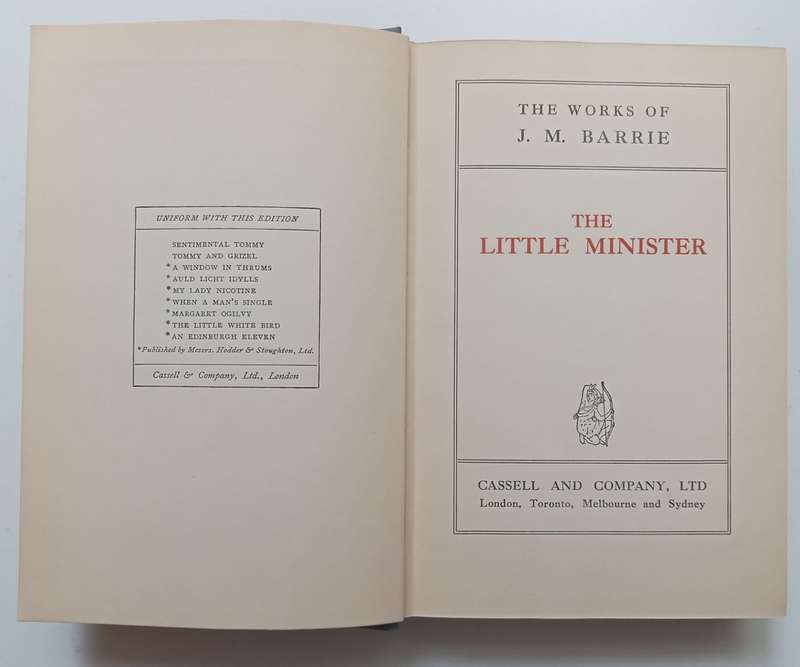 UNIFORM WITH THIS EDITION
SENTIMENTAL TOMMY
TOMMY AND GRIZEL
*A WINDOW IN THRUMS
*AULD LICHT IDYLLS
*MY LADY NICOTINE
*WHEN A MAN'S SINGLE
*MARGARET OGILVY
*THE LITTLE WHITE BIRD
*AN EDINBURGH ELEVEN
*Published by Messrs. Hodder & Stoughton, Ltd.
Cassell & Company, Ltd., London
THE WORKS OF
J. M. BARRIE
THE
LITTLE MINISTER
CASSELL AND COMPANY, LTD
London, Toronto, Melbourne and Sydney